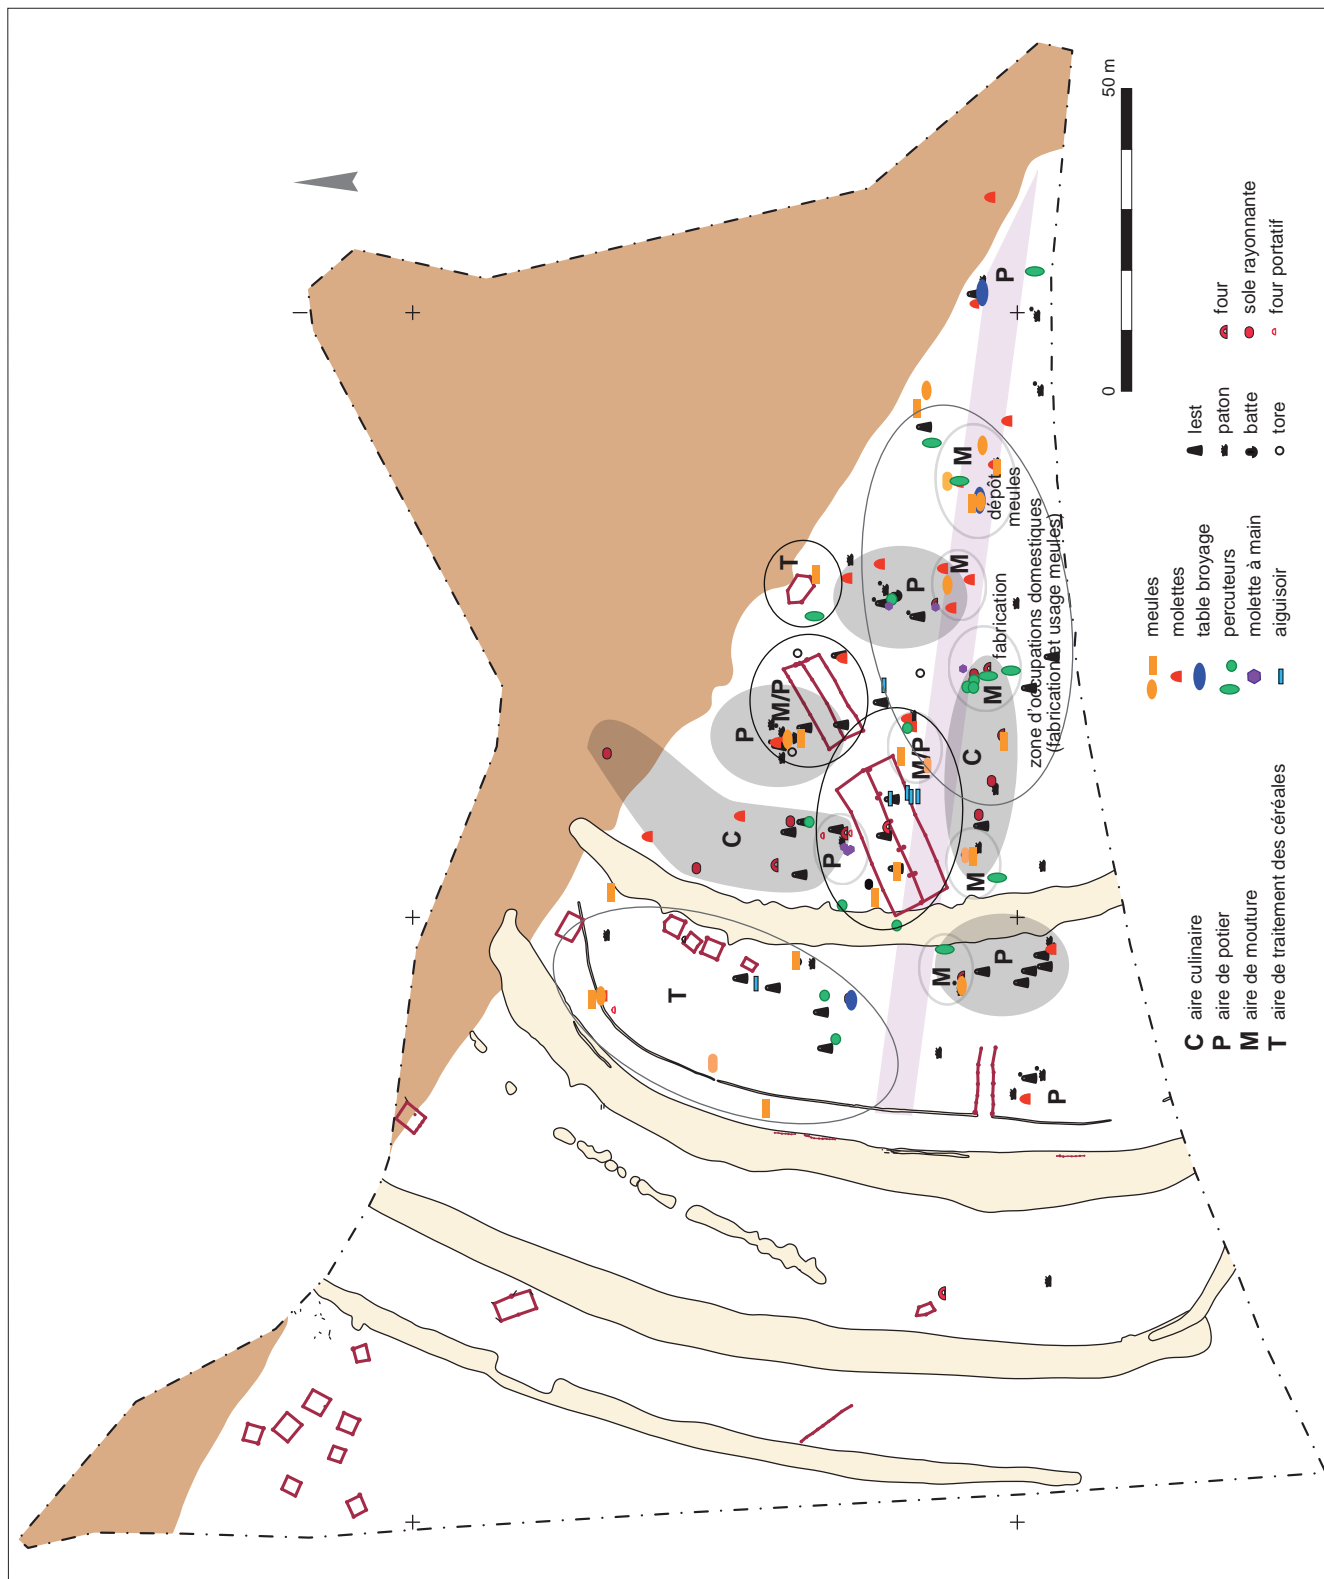 T
C
P
P
M/P
T
P
M/P
M
P
C
M
M
fabrication
P
M
M
dépôt
meules
P
P
zone d'occupations domestiques
(fabrication et usage meules)
0
50 m
C aire culinaire
P aire de potier
M aire de mouture
T aire de traitement des céréales
meules
molettes
table broyage
percuteurs
molette à main
aiguisoir
lest
paton
batte
tore
four
sole rayonnante
four portatif